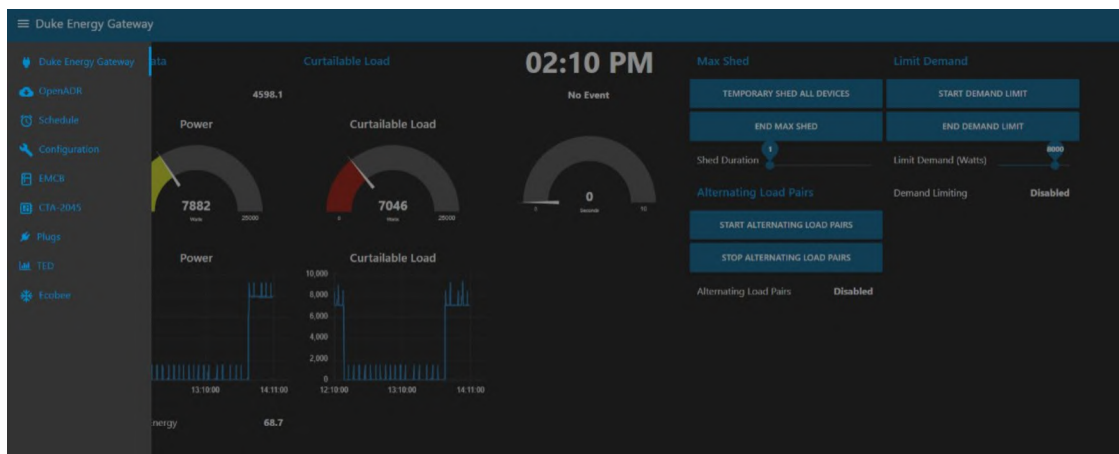 Duke Energy Gateway
Duke Energy Gateway
OpenADR
Schedule
Configuration
EMCB
CTA-2045
Plugs
TED
Ecobee
ata
4598.1
Power
7882
Watts
25000
Power
13:10:00
14:11:00
nergy
68.7
Curtailable Load
Curtailable Load
7046
Watts
0
25000
Curtailable Load
10,000
8,000
6,000
4,000
2,000
0
12:10:00
13:10:00
14:11:00
02:10 PM
No Event
0
Seconds
0
10
Max Shed
TEMPORARY SHED ALL DEVICES
END MAX SHED
Shed Duration
1
Alternating Load Pairs
START ALTERNATING LOAD PAIRS
STOP ALTERNATING LOAD PAIRS
Alternating Load Pairs Disabled
Limit Demand
START DEMAND LIMIT
END DEMAND LIMIT
Limit Demand (Watts)
8000
Demand Limiting Disabled